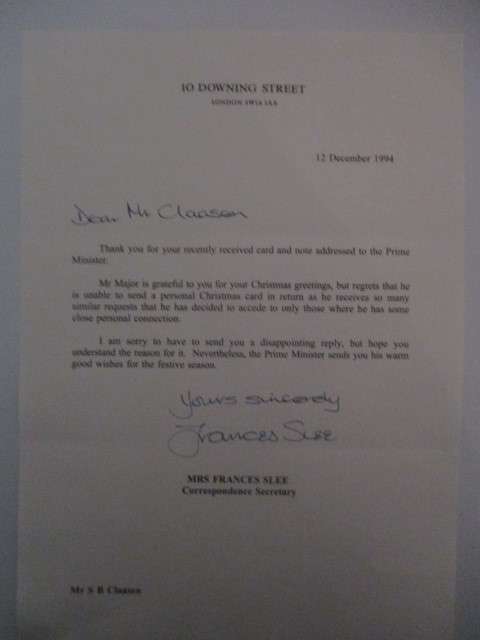 10 DOWNING STREET
LONDON SW1A 2AA
12 December 1994
Dear Mr Claasen
Thank you for your recently received card and note addressed to the Prime
Minister.
Mr Major is grateful to you for your Christmas greetings, but regrets that he
is unable to send a personal Christmas card in return as he receives so many
similar requests that he has decided to accede to only those where he has some
close personal connection.
I am sorry to have to send you a disappointing reply, but hope you
understand the reason for it. Nevertheless, the Prime Minister sends you his warm
good wishes for the festive season.
Yours sincerely
Frances Slee
MRS FRANCES SLEE
Correspondence Secretary
Mr S B Claasen